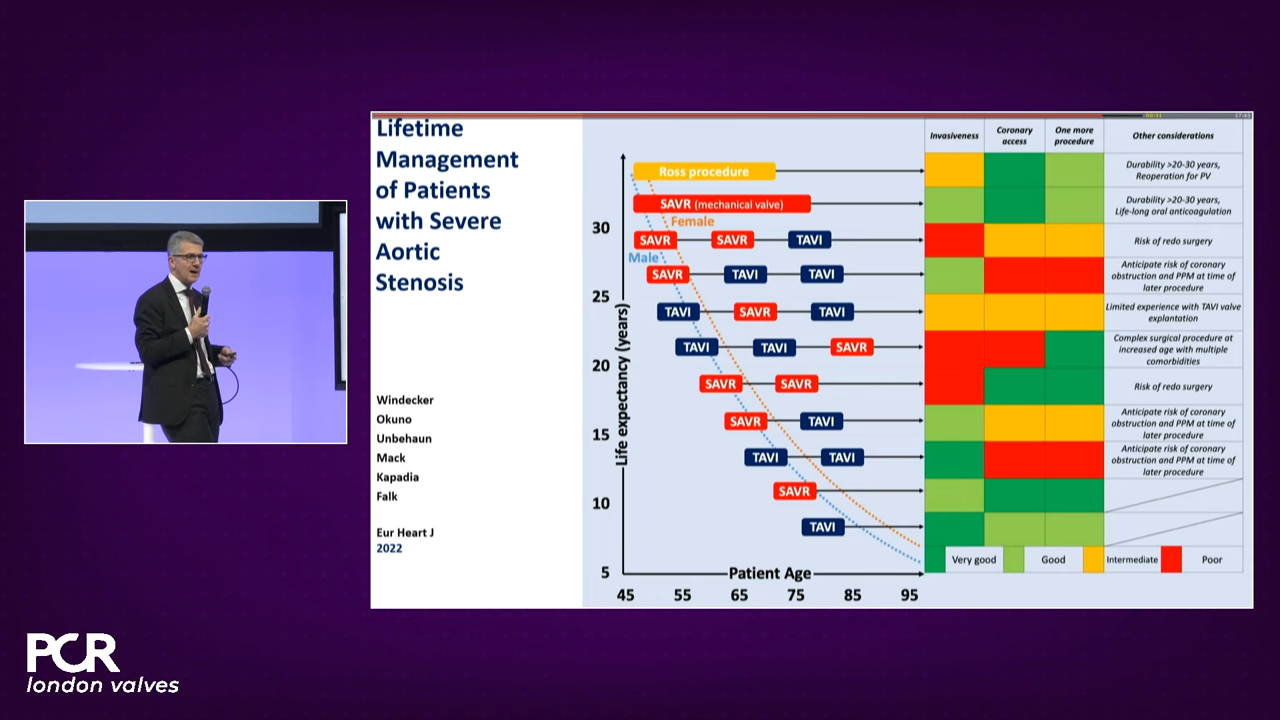 Lifetime
Management
of Patients
with Severe
Aortic
Stenosis
Windecker
Okuno
Unbehaun
Mack
Kapadia
Falk
Eur Heart J
2022
Invasiveness
Coronary
access
One more
procedure
Other considerations
Ross procedure
Durability >20-30 years,
Reoperation for PV
SAVR (mechanical valve)
Durability >20-30 years,
Life-long oral anticoagulation
Female
30
SAVR SAVR TAVI
Risk of redo surgery
Male
SAVR TAVI TAVI
Anticipate risk of coronary
obstruction and PPM at time of
later procedure
25
TAVI SAVR TAVI
Limited experience with TAVI valve
explantation
TAVI TAVI SAVR
Complex surgical procedure at
increased age with multiple
comorbidities
20
SAVR SAVR
Risk of redo surgery
15
SAVR TAVI
Anticipate risk of coronary
obstruction and PPM at time of
later procedure
TAVI TAVI
Anticipate risk of coronary
obstruction and PPM at time of
later procedure
SAVR
10
TAVI
5
Life expectancy (years)
Patient Age
45 55 65 75 85 95
Very good Good Intermediate Poor
PCR
london valves